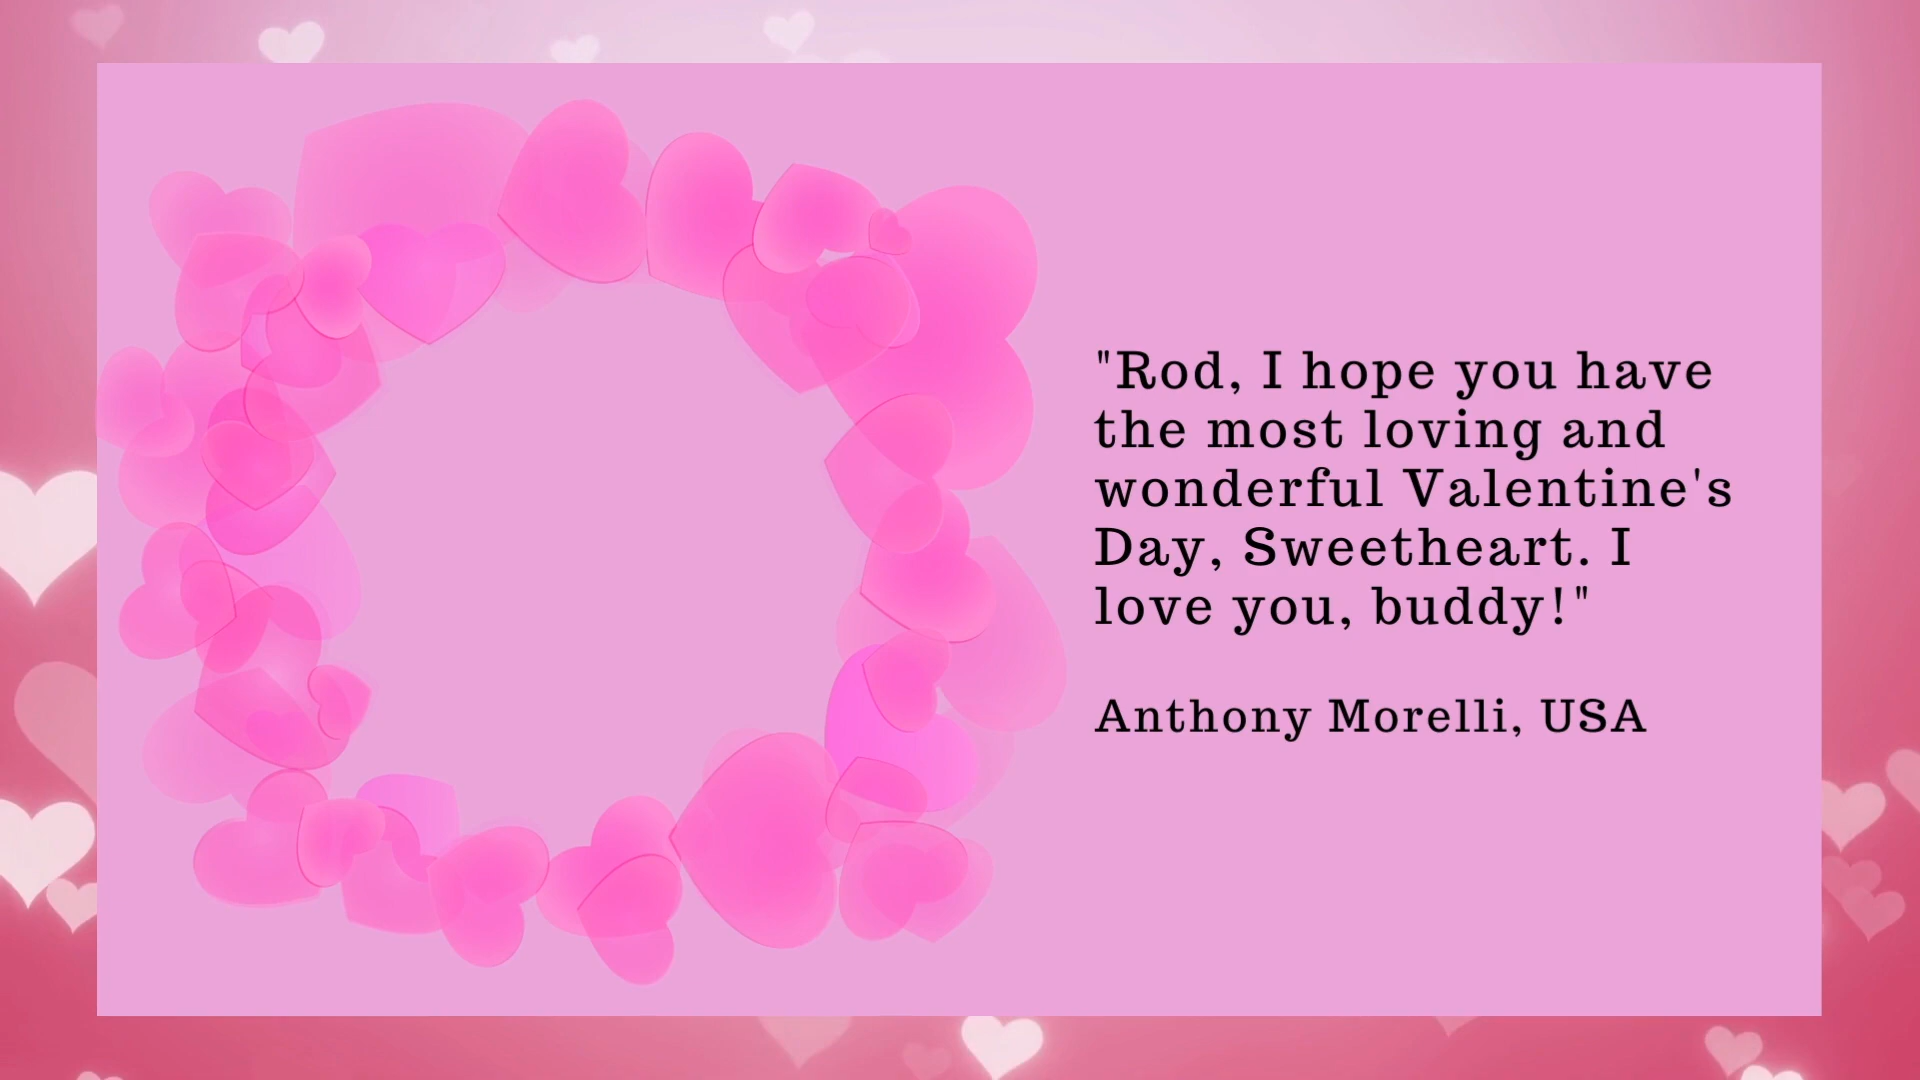 "Rod, I hope you have
the most loving and
wonderful Valentine's
Day, Sweetheart. I
love you, buddy!"
Anthony Morelli, USA